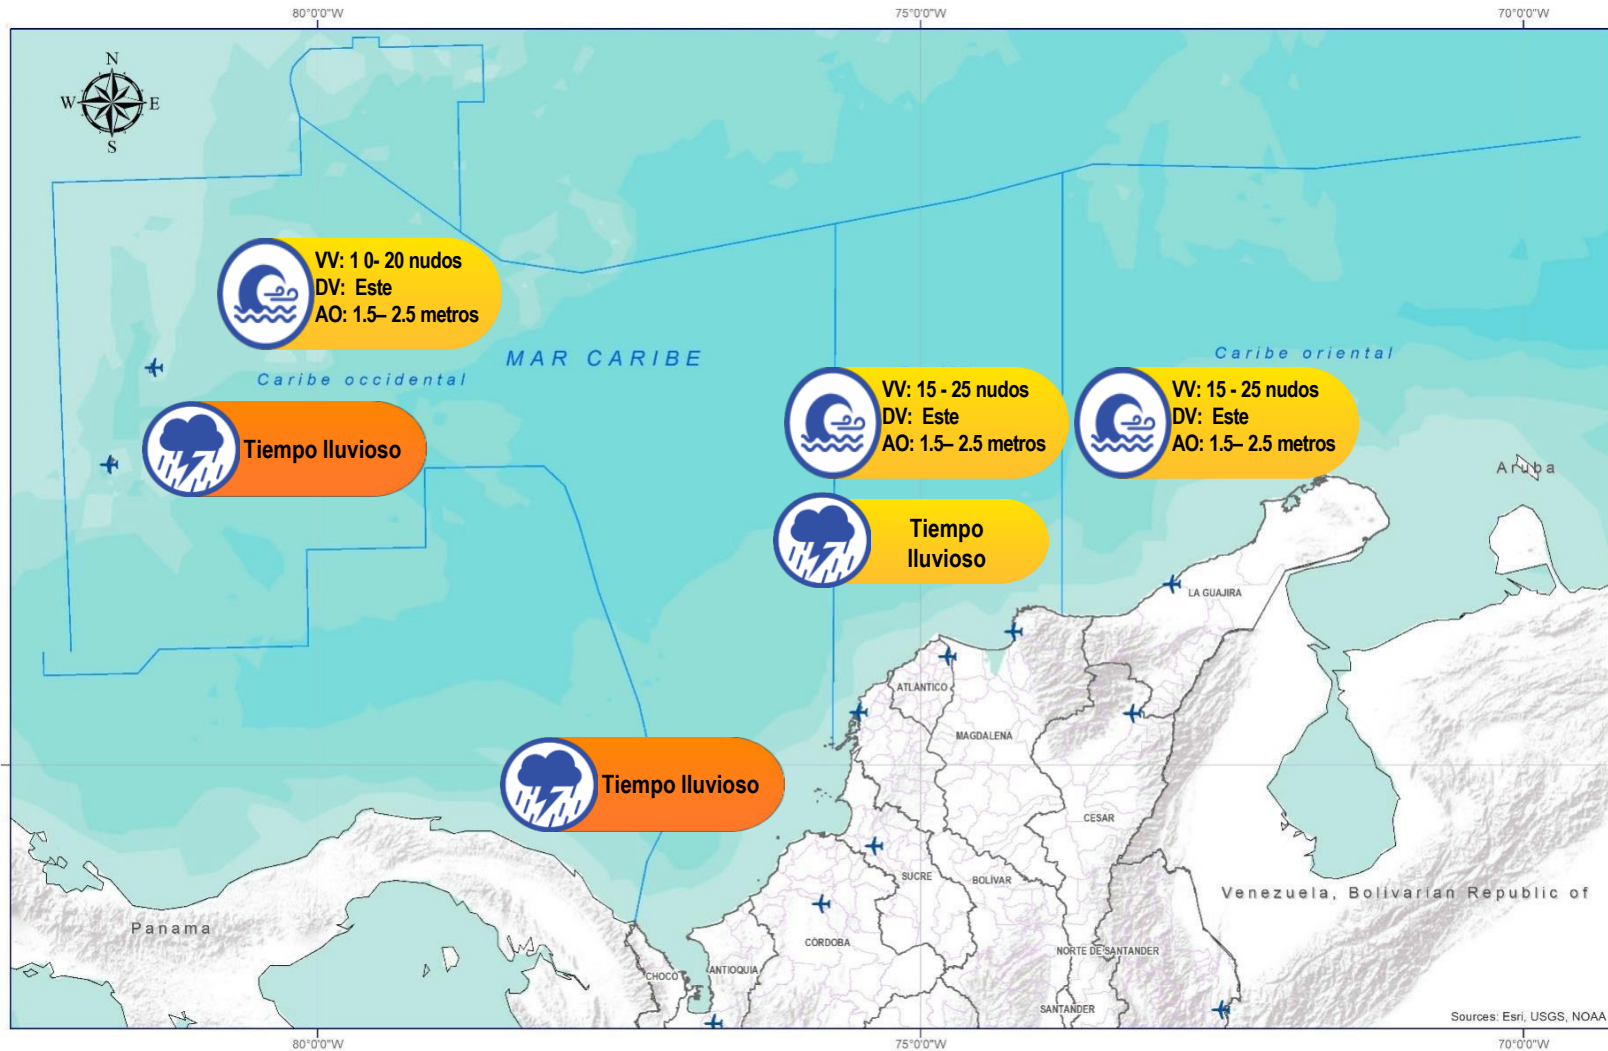 80°0'0"W
75°0'0"W
70°0'0"W
N
W
E
S
VV: 1 0- 20 nudos
DV: Este
AO: 1.5– 2.5 metros
MAR CARIBE
Caribe occidental
Caribe oriental
VV: 15 - 25 nudos
DV: Este
AO: 1.5– 2.5 metros
VV: 15 - 25 nudos
DV: Este
AO: 1.5– 2.5 metros
Tiempo lluvioso
Aruba
Tiempo
lluvioso
LA GUAJIRA
ATLÁNTICO
MAGDALENA
Tiempo lluvioso
CESAR
SUCRE
BOLÍVAR
Venezuela, Bolivarian Republic of
Panama
CÓRDOBA
NORTE DE SANTANDER
CHOCÓ
ANTIOQUIA
SANTANDER
Sources: Esri, USGS, NOAA
80°0'0"W
75°0'0"W
70°0'0"W